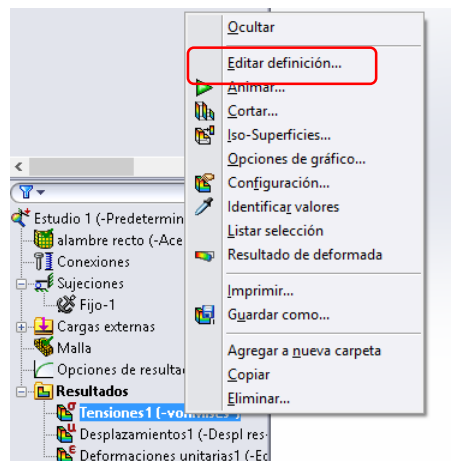 Ocultar
Editar definición...
Animar...
Cortar...
Iso-Superficies...
Opciones de gráfico...
Configuración...
Identificar valores
Listar selección
Resultado de deformada
Imprimir...
Guardar como...
Agregar a nueva carpeta
Copiar
Eliminar...
Estudio 1 (-Predetermin
alambre recto (-Ace
Conexiones
Sujeciones
Fijo-1
Cargas externas
Malla
Opciones de resulta
Resultados
Tensiones1 (-vonMises-)
Desplazamientos1 (-Despl res-
Deformaciones unitarias1 (-Ec